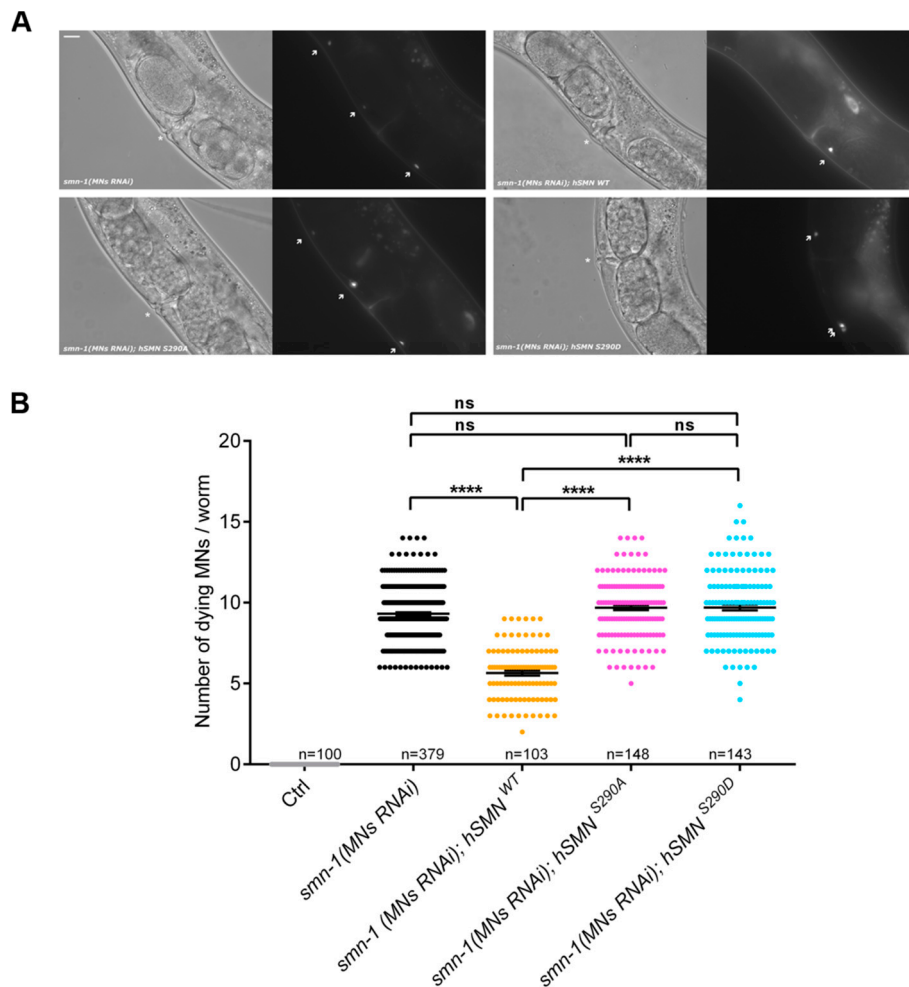 A
smn-1(MNs RNAi)
smn-1(MNs RNAi); hSMN WT
smn-1(MNs RNAi); hSMN S290A
smn-1(MNs RNAi); hSMN S290D
B
ns
ns
ns
****
****
****
20
15
10
5
0
Number of dying MNs / worm
n=100
n=379
n=103
n=148
n=143
Ctrl
smn-1(MNs RNAi)
smn-1 (MNs RNAi); hSMN WT
smn-1(MNs RNAi); hSMN S290A
smn-1(MNs RNAi); hSMN S290D